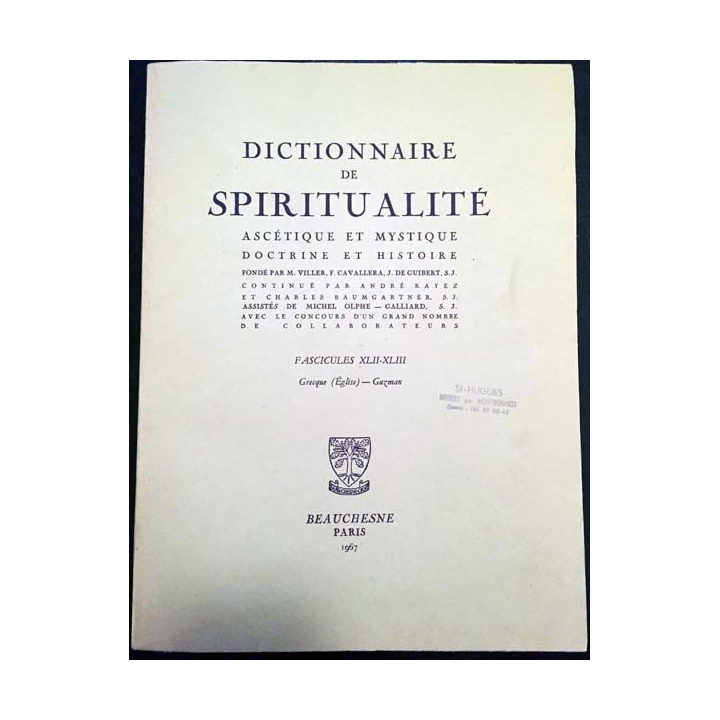 DICTIONNAIRE
DE
SPIRITUALITÉ
ASCÉTIQUE ET MYSTIQUE
DOCTRINE ET HISTOIRE
FONDÉ PAR M. VILLER, F. CAVALLERA, J. DE GUIBERT, S.J.
CONTINUÉ PAR ANDRÉ RAYEZ
ET CHARLES BAUMGARTNER, S.J.
ASSISTÉS DE MICHEL OLPHE — GALLIARD, S. J.
AVEC LE CONCOURS D'UN GRAND NOMBRE
DE COLLABORATEURS
FASCICULES XLII-XLIII
Grecque (Église) — Guzman
St-HUGUES
par
BEAUCHESNE
PARIS
1967